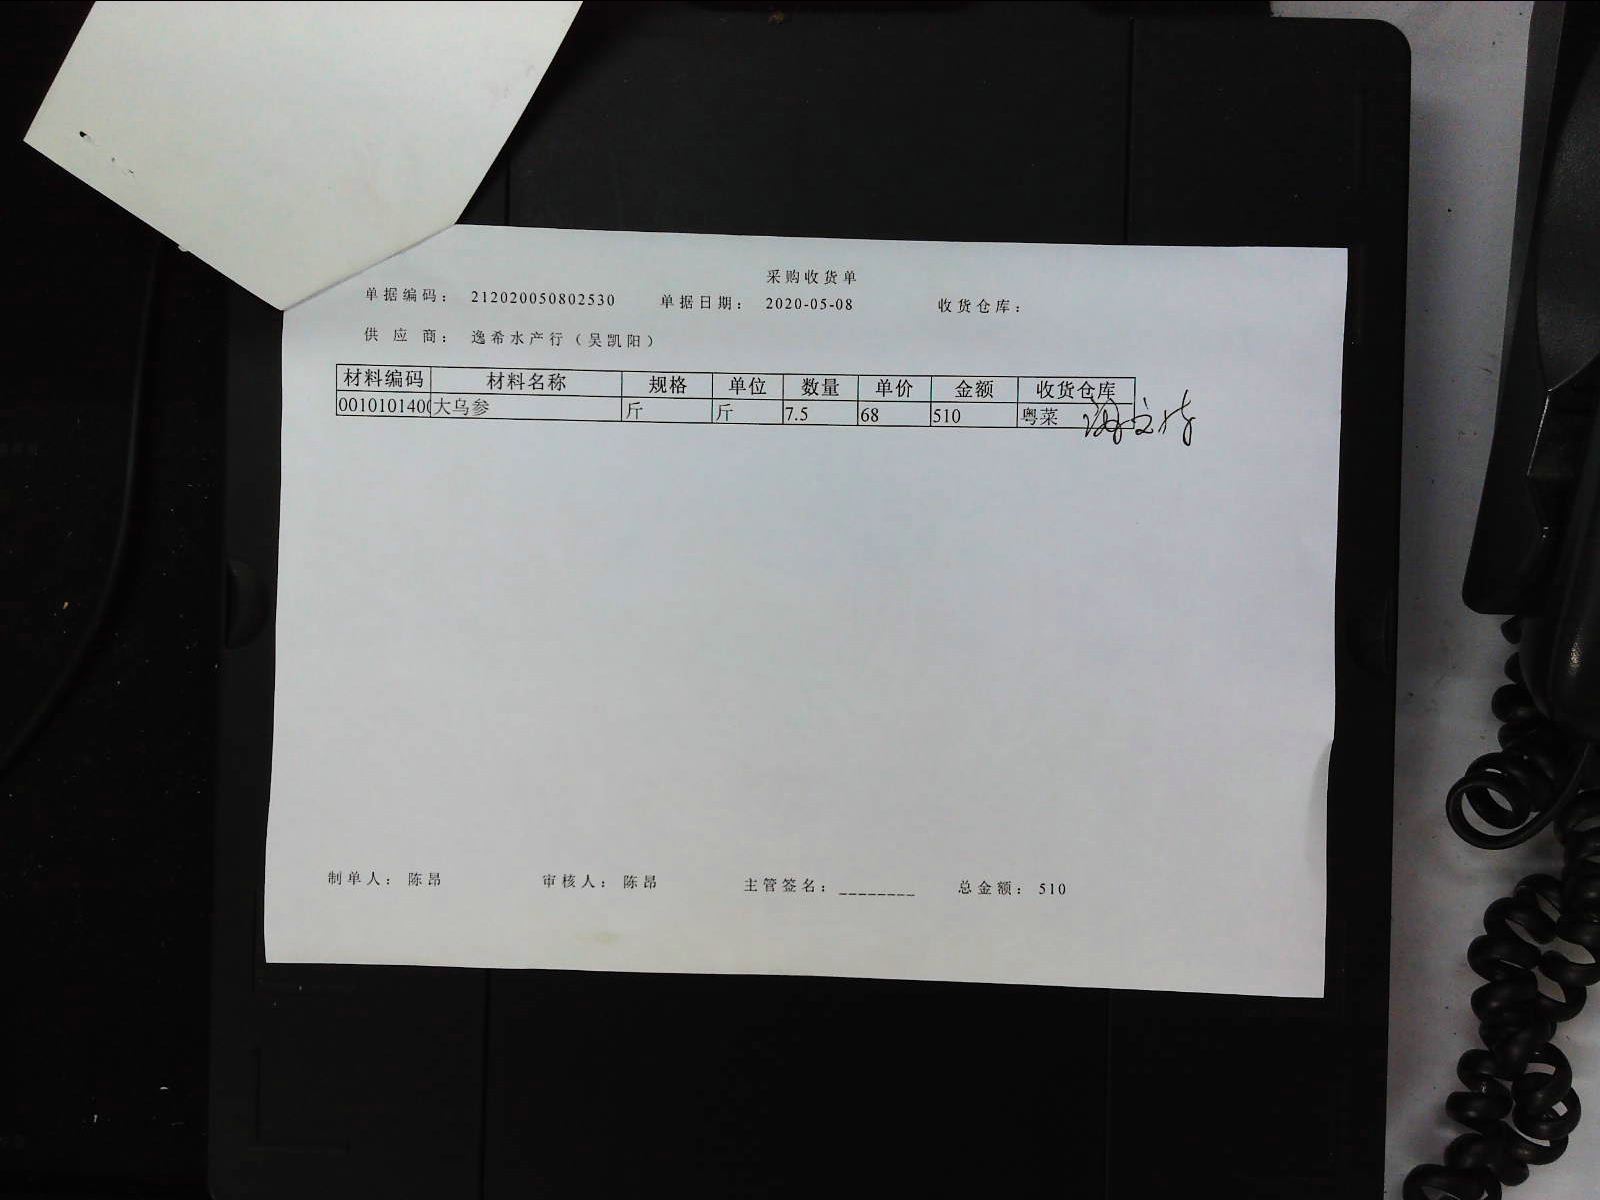 采购收货单
单据编码： 212020050802530 单据日期： 2020-05-08 收货仓库：
供 应 商： 逸希水产行（吴凯阳）
材料编码 材料名称 规格 单位 数量 单价 金额 收货仓库
001010140 大乌参 斤 斤 7.5 68 510 粤菜
制单人： 陈昂 审核人： 陈昂 主管签名：________ 总金额： 510